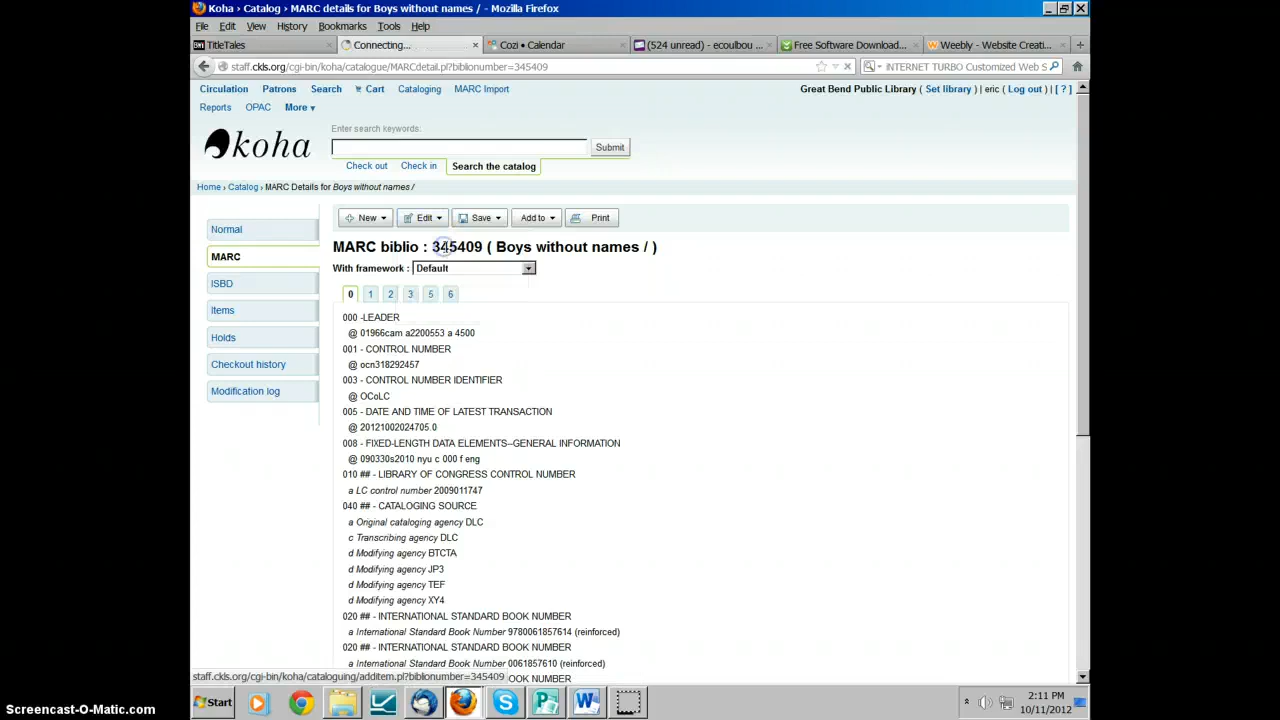 Koha › Catalog › MARC details for Boys without names / - Mozilla Firefox
File Edit View History Bookmarks Tools Help
TitleTales × Connecting... × Cozi • Calendar × (524 unread) - ecoulbou ... × Free Software Download... × Weebly - Website Creati... × +
staff.ckls.org/cgi-bin/koha/catalogue/MARCdetail.pl?biblionumber=345409 iNTERNET TURBO Customized Web S
Circulation Patrons Search Cart Cataloging MARC Import Great Bend Public Library ( Set library ) | eric ( Log out ) | [ ? ]
Reports OPAC More ▾
koha
Enter search keywords:
Submit
Check out Check in Search the catalog
Home › Catalog › MARC Details for Boys without names /
New Edit Save Add to Print
Normal
MARC
ISBD
Items
Holds
Checkout history
Modification log
MARC biblio : 345409 ( Boys without names / )
With framework : Default
0 1 2 3 5 6
000 -LEADER
@ 01966cam a2200553 a 4500
001 - CONTROL NUMBER
@ ocn318292457
003 - CONTROL NUMBER IDENTIFIER
@ OCoLC
005 - DATE AND TIME OF LATEST TRANSACTION
@ 20121002024705.0
008 - FIXED-LENGTH DATA ELEMENTS--GENERAL INFORMATION
@ 090330s2010 nyu c 000 f eng
010 ## - LIBRARY OF CONGRESS CONTROL NUMBER
a LC control number 2009011747
040 ## - CATALOGING SOURCE
a Original cataloging agency DLC
c Transcribing agency DLC
d Modifying agency BTCTA
d Modifying agency JP3
d Modifying agency TEF
d Modifying agency XY4
020 ## - INTERNATIONAL STANDARD BOOK NUMBER
a International Standard Book Number 9780061857614 (reinforced)
020 ## - INTERNATIONAL STANDARD BOOK NUMBER
a International Standard Book Number 0061857610 (reinforced)
BOOK NUMBER
staff.ckls.org/cgi-bin/koha/cataloguing/additem.pl?biblionumber=345409
Start
2:11 PM
10/11/2012
Screencast-O-Matic.com